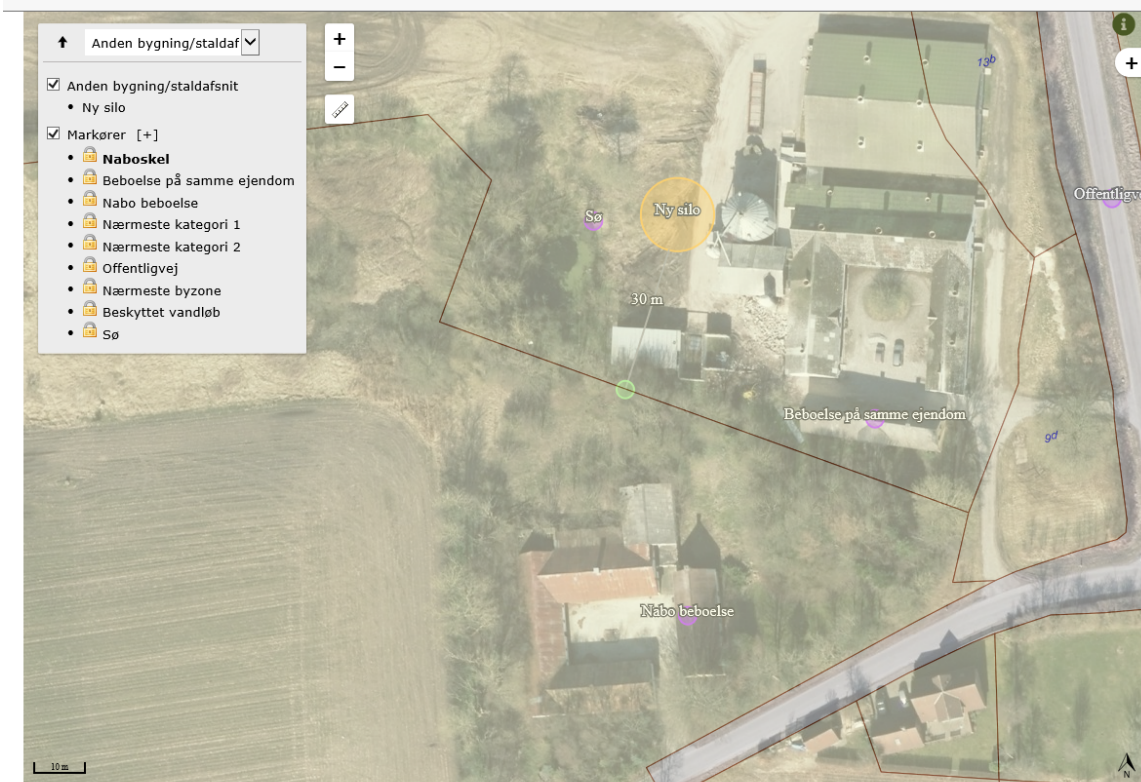 Anden bygning/staldaf
Anden bygning/staldafsnit
Ny silo
Markører [+]
Naboskel
Beboelse på samme ejendom
Nabo beboelse
Nærmeste kategori 1
Nærmeste kategori 2
Offentligvej
Nærmeste byzone
Beskyttet vandløb
Sø
+
−
i
+
13b
Offentligve
Sø
Ny silo
30 m
Beboelse på samme ejendom
9d
Nabo beboelse
10 m
N